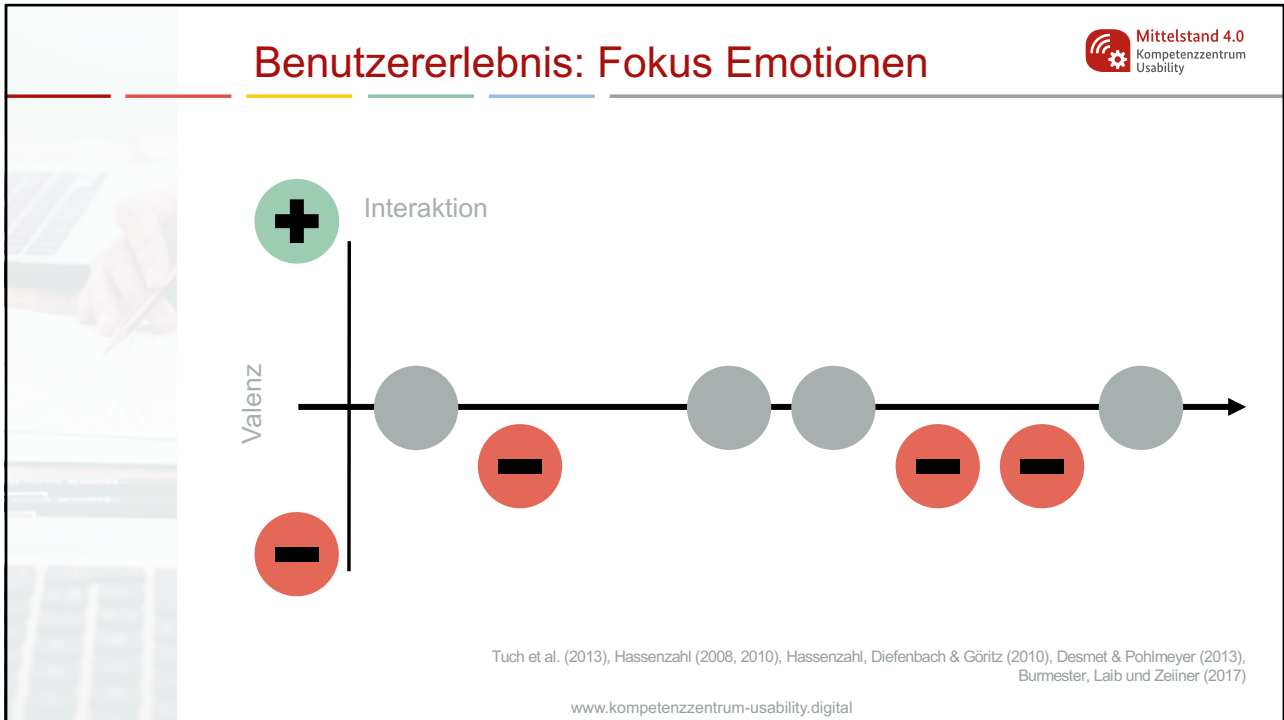 Benutzererlebnis: Fokus Emotionen
Mittelstand 4.0
Kompetenzzentrum
Usability
Interaktion
Valenz
Tuch et al. (2013), Hassenzahl (2008, 2010), Hassenzahl, Diefenbach & Göritz (2010), Desmet & Pohlmeyer (2013),
Burmester, Laib und Zeiiner (2017)
www.kompetenzzentrum-usability.digital